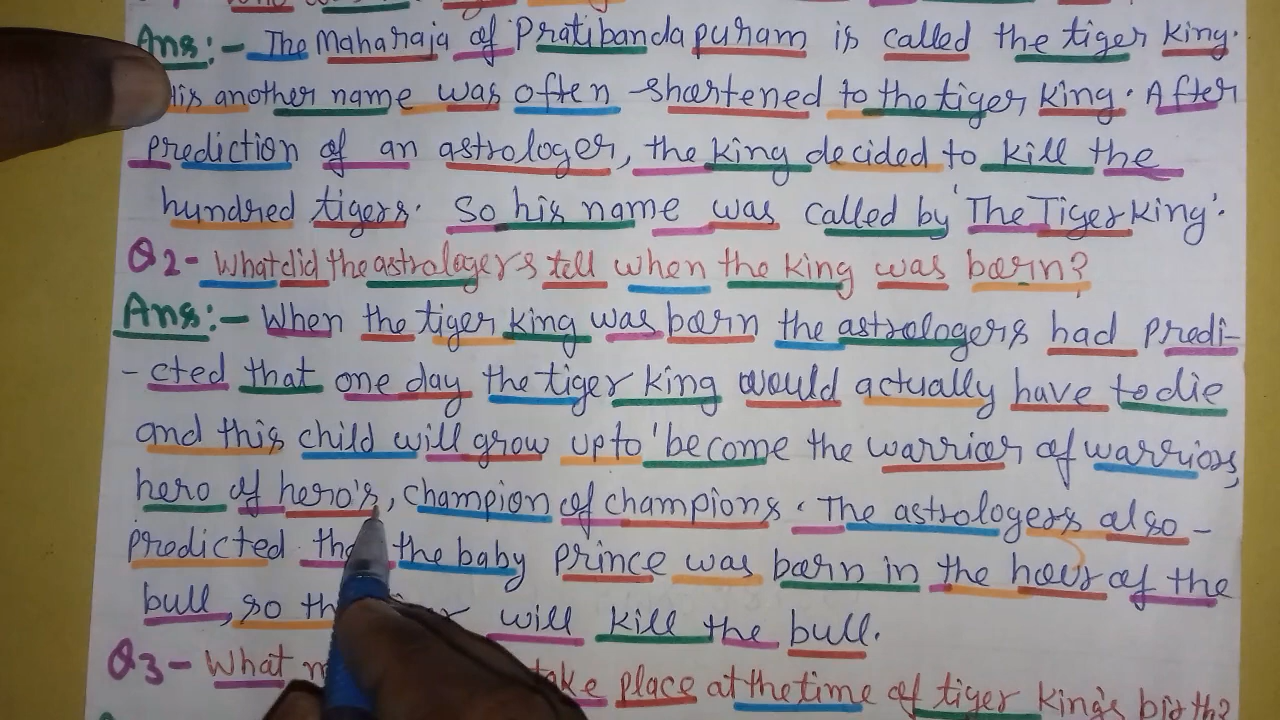 Ans:- The Maharaja of Pratibandapuram is called the tiger king.
His another name was often shortened to the tiger king. After
prediction of an astrologer, the king decided to kill the
hundred tigers. So his name was called by 'The Tiger King'.
Q2- What did the astrologers tell when the king was born?
Ans:- When the tiger king was born the astrologers had predi-
-cted that one day the tiger king would actually have to die
and this child will grow up to 'become the warrior of warriors,
hero of hero's, champion of champions. The astrologers also-
predicted the baby prince was born in the hour of the
bull, so will kill the bull.
Q3- What take place at the time of tiger king's birth?